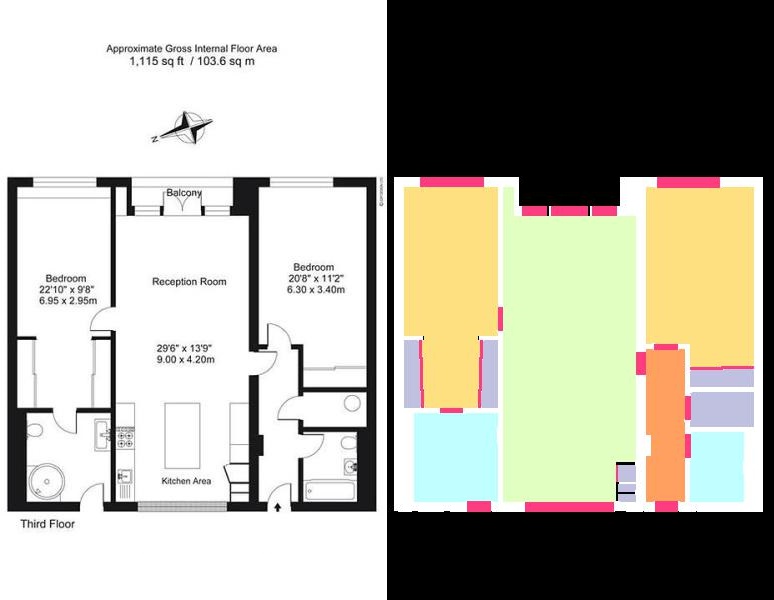 Approximate Gross Internal Floor Area
1,115 sq ft / 103.6 sq m
N
Balcony
Bedroom
22'10" x 9'8"
6.95 x 2.95m
Reception Room
Bedroom
20'8" x 11'2"
6.30 x 3.40m
29'6" x 13'9"
9.00 x 4.20m
Kitchen Area
Third Floor